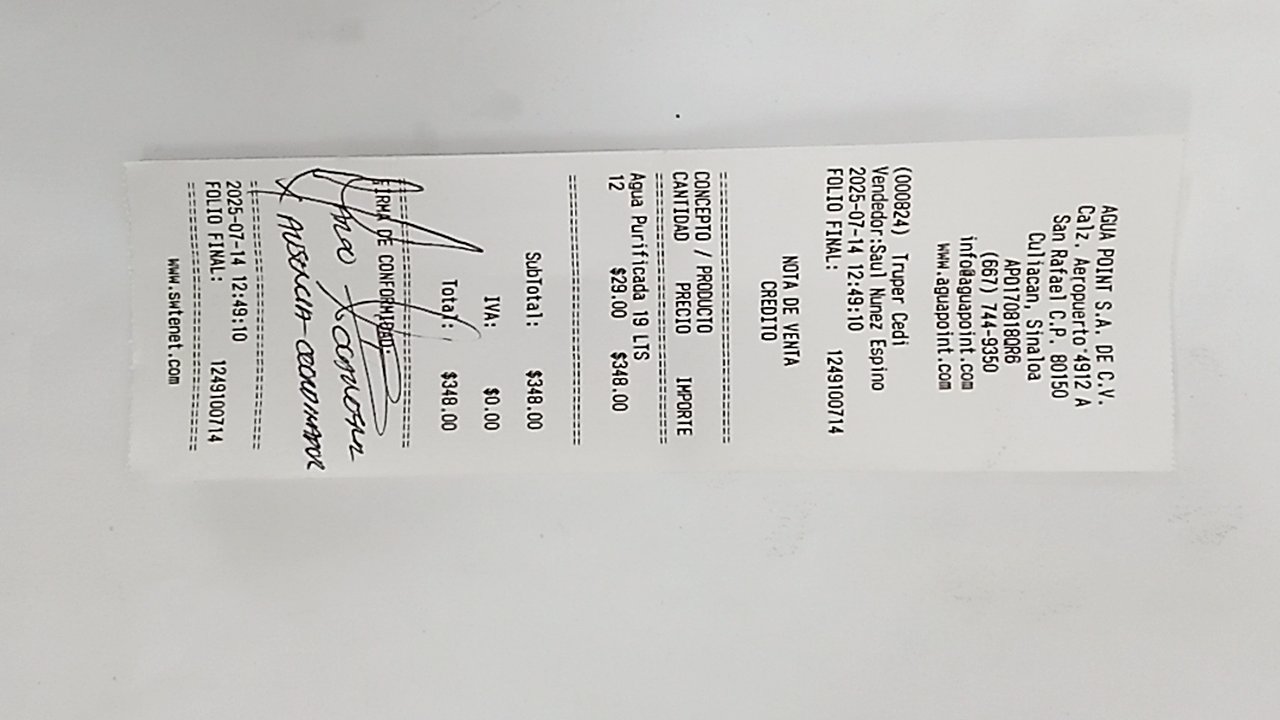 AGUA POINT S.A. DE C.V.
Calz. Aeropuerto 4912 A
San Rafael C.P. 80150
Culiacan, Sinaloa
APO170818QR6
(667) 744-9350
info@aguapoint.com
www.aguapoint.com
(000824) Truper Cedi
Vendedor:Saul Nunez Espino
2025-07-14 12:49:10
FOLIO FINAL: 1249100714
NOTA DE VENTA
CREDITO
CONCEPTO / PRODUCTO
CANTIDAD PRECIO IMPORTE
Agua Purificada 19 LTS
12 $29.00 $348.00
SubTotal: $348.00
IVA: $0.00
Total: $348.00
FIRMA DE CONFORMIDAD:
AUSENCIA COORDINADOR
2025-07-14 12:49:10
FOLIO FINAL: 1249100714
www.swtenet.com